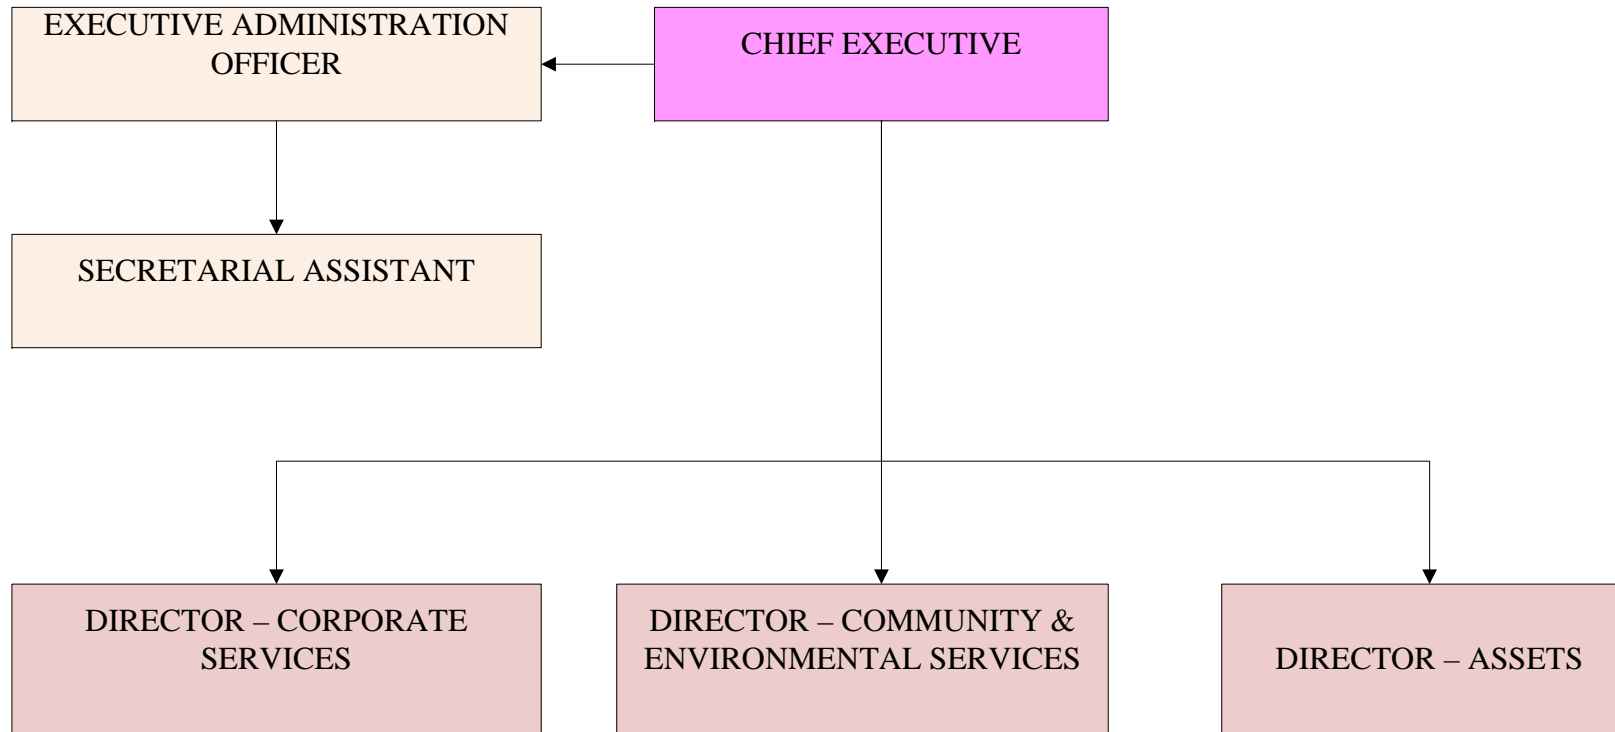 EXECUTIVE ADMINISTRATION
OFFICER
CHIEF EXECUTIVE
SECRETARIAL ASSISTANT
DIRECTOR – CORPORATE
SERVICES
DIRECTOR – COMMUNITY &
ENVIRONMENTAL SERVICES
DIRECTOR – ASSETS